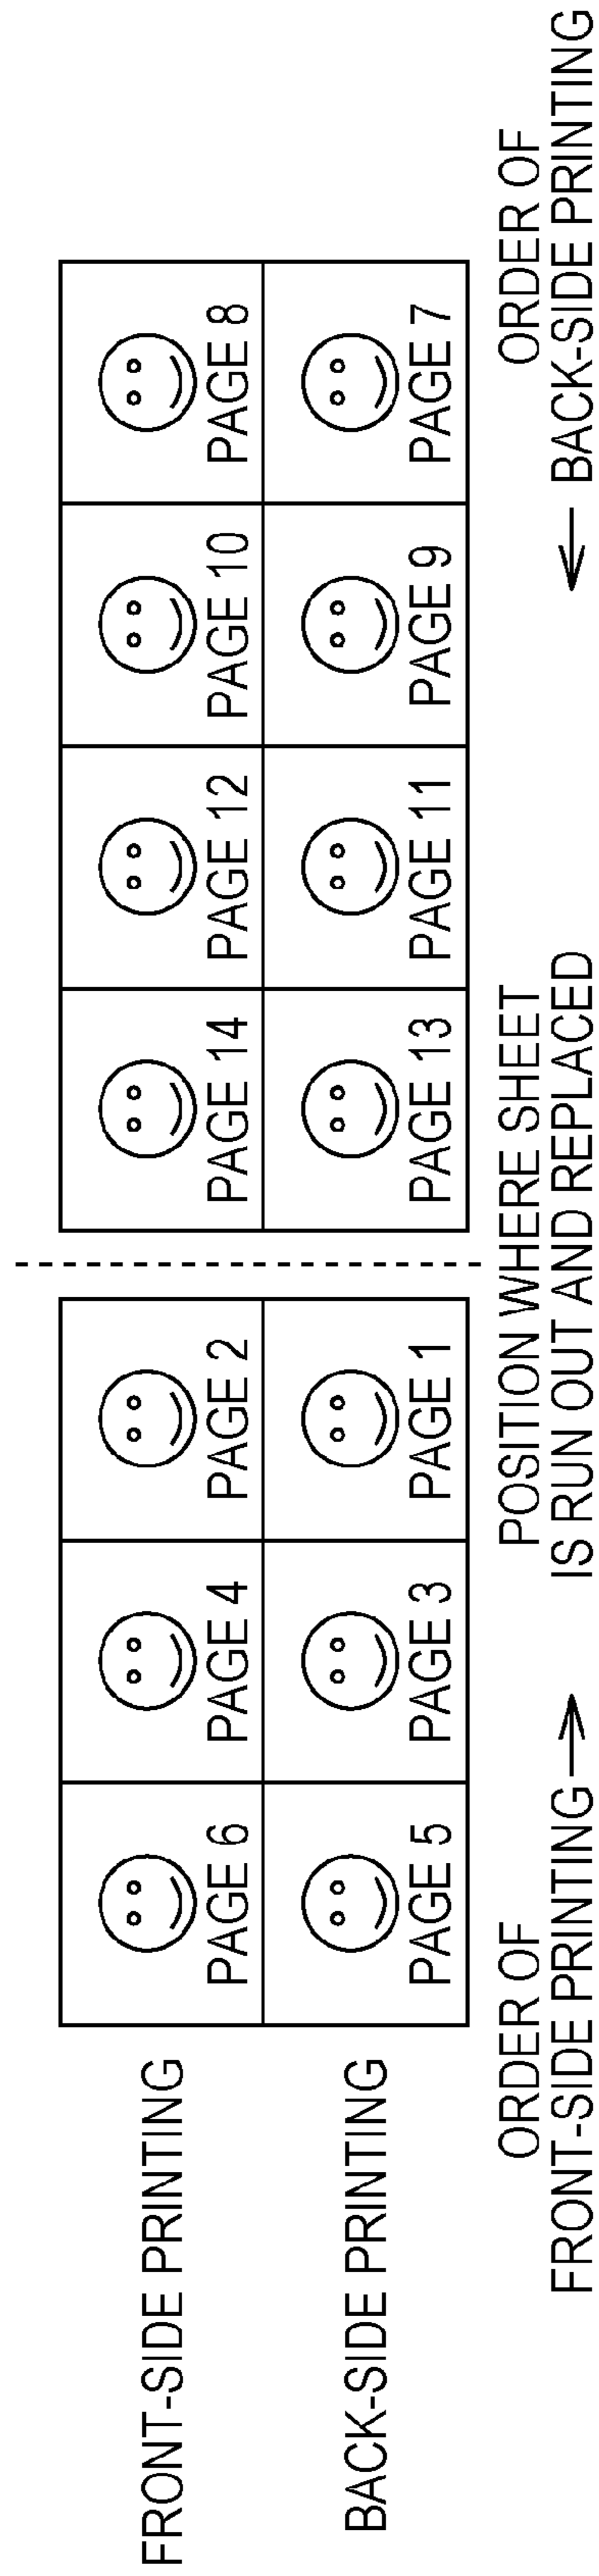 FRONT-SIDE PRINTING
PAGE 6
PAGE 4
PAGE 2
PAGE 14
PAGE 12
PAGE 10
PAGE 8
BACK-SIDE PRINTING
PAGE 5
PAGE 3
PAGE 1
PAGE 13
PAGE 11
PAGE 9
PAGE 7
ORDER OF
FRONT-SIDE PRINTING →
POSITION WHERE SHEET
IS RUN OUT AND REPLACED
ORDER OF
← BACK-SIDE PRINTING